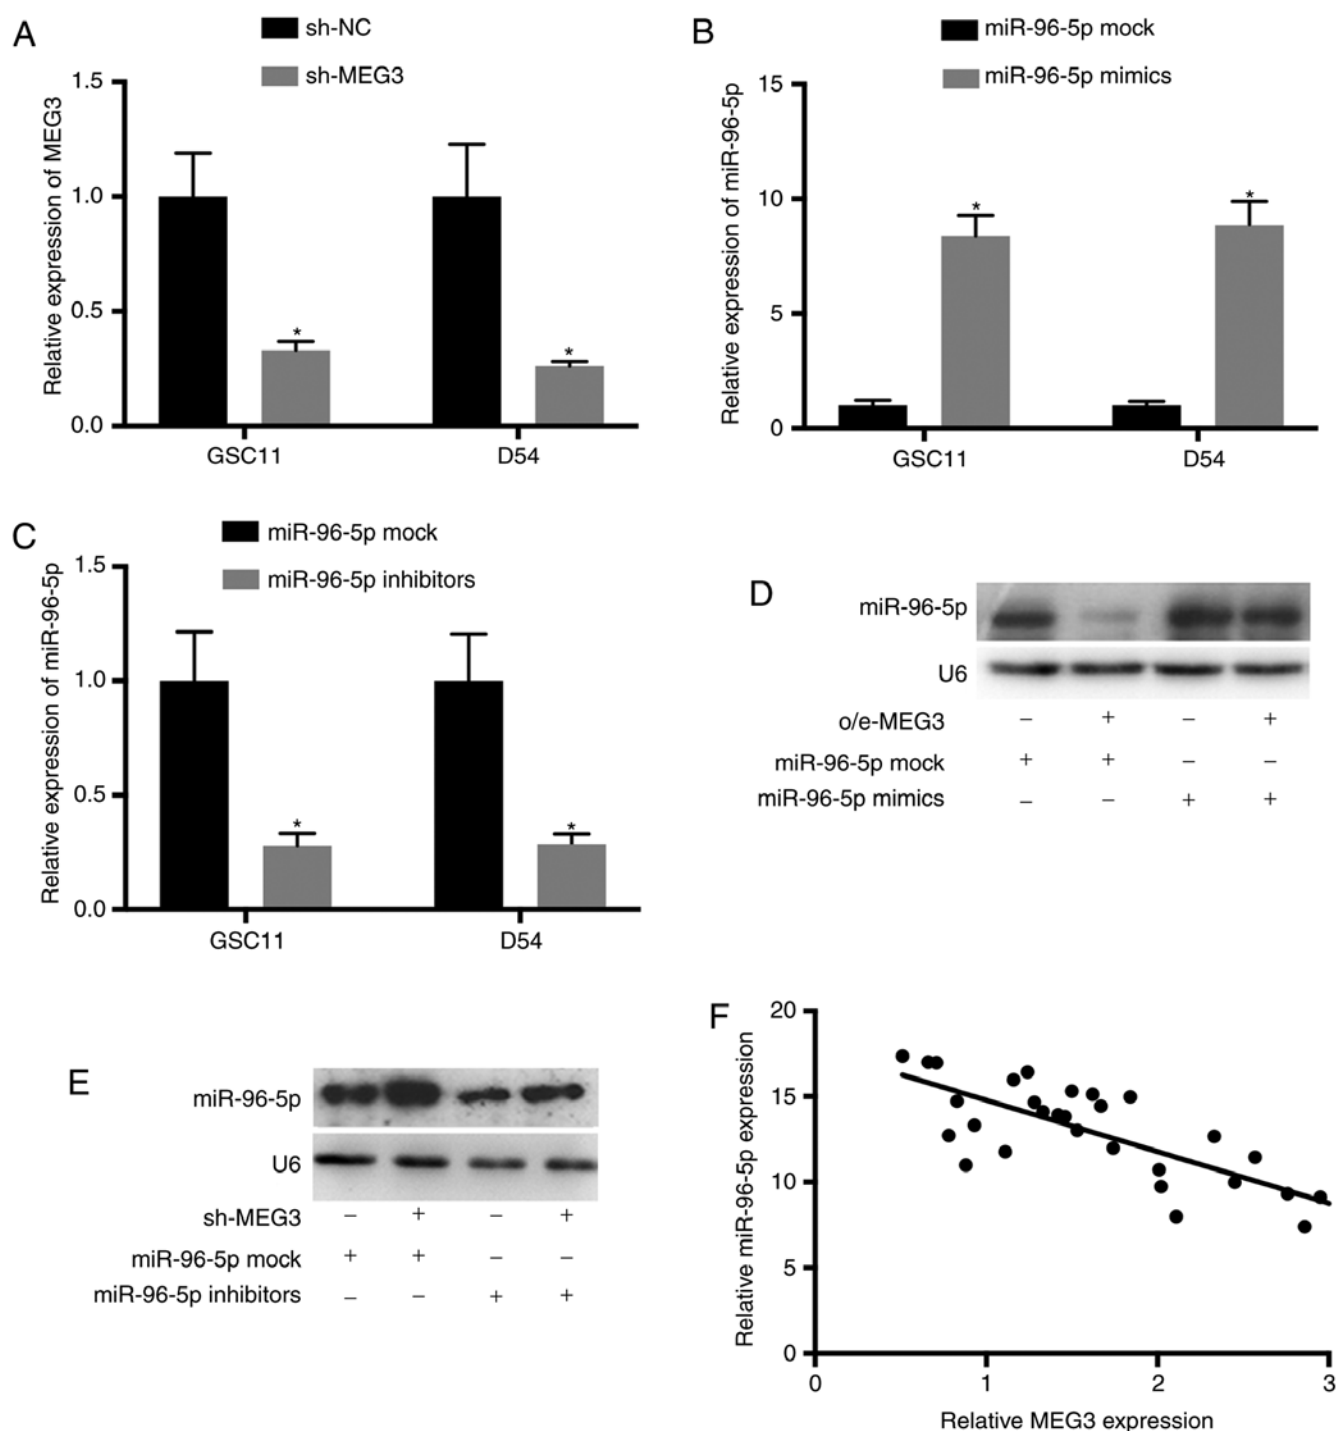 A
sh-NC
sh-MEG3
Relative expression of MEG3
1.5
1.0
0.5
0.0
*
*
GSC11
D54
B
miR-96-5p mock
miR-96-5p mimics
Relative expression of miR-96-5p
15
10
5
0
*
*
GSC11
D54
C
miR-96-5p mock
miR-96-5p inhibitors
Relative expression of miR-96-5p
1.5
1.0
0.5
0.0
*
*
GSC11
D54
D
miR-96-5p
U6
o/e-MEG3 – + – +
miR-96-5p mock + + – –
miR-96-5p mimics – – + +
E
miR-96-5p
U6
sh-MEG3 – + – +
miR-96-5p mock + + – –
miR-96-5p inhibitors – – + +
F
Relative miR-96-5p expression
20
15
10
5
0
0 1 2 3
Relative MEG3 expression